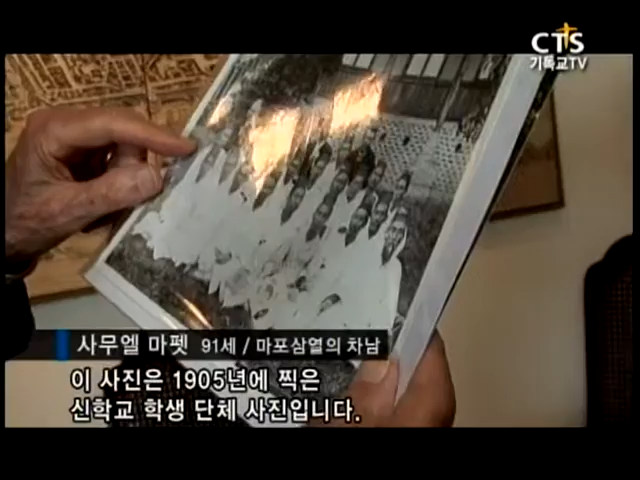 CTS
기독교TV
사무엘 마펫 91세 / 마포삼열의 차남
이 사진은 1905년에 찍은
신학교 학생 단체 사진입니다.